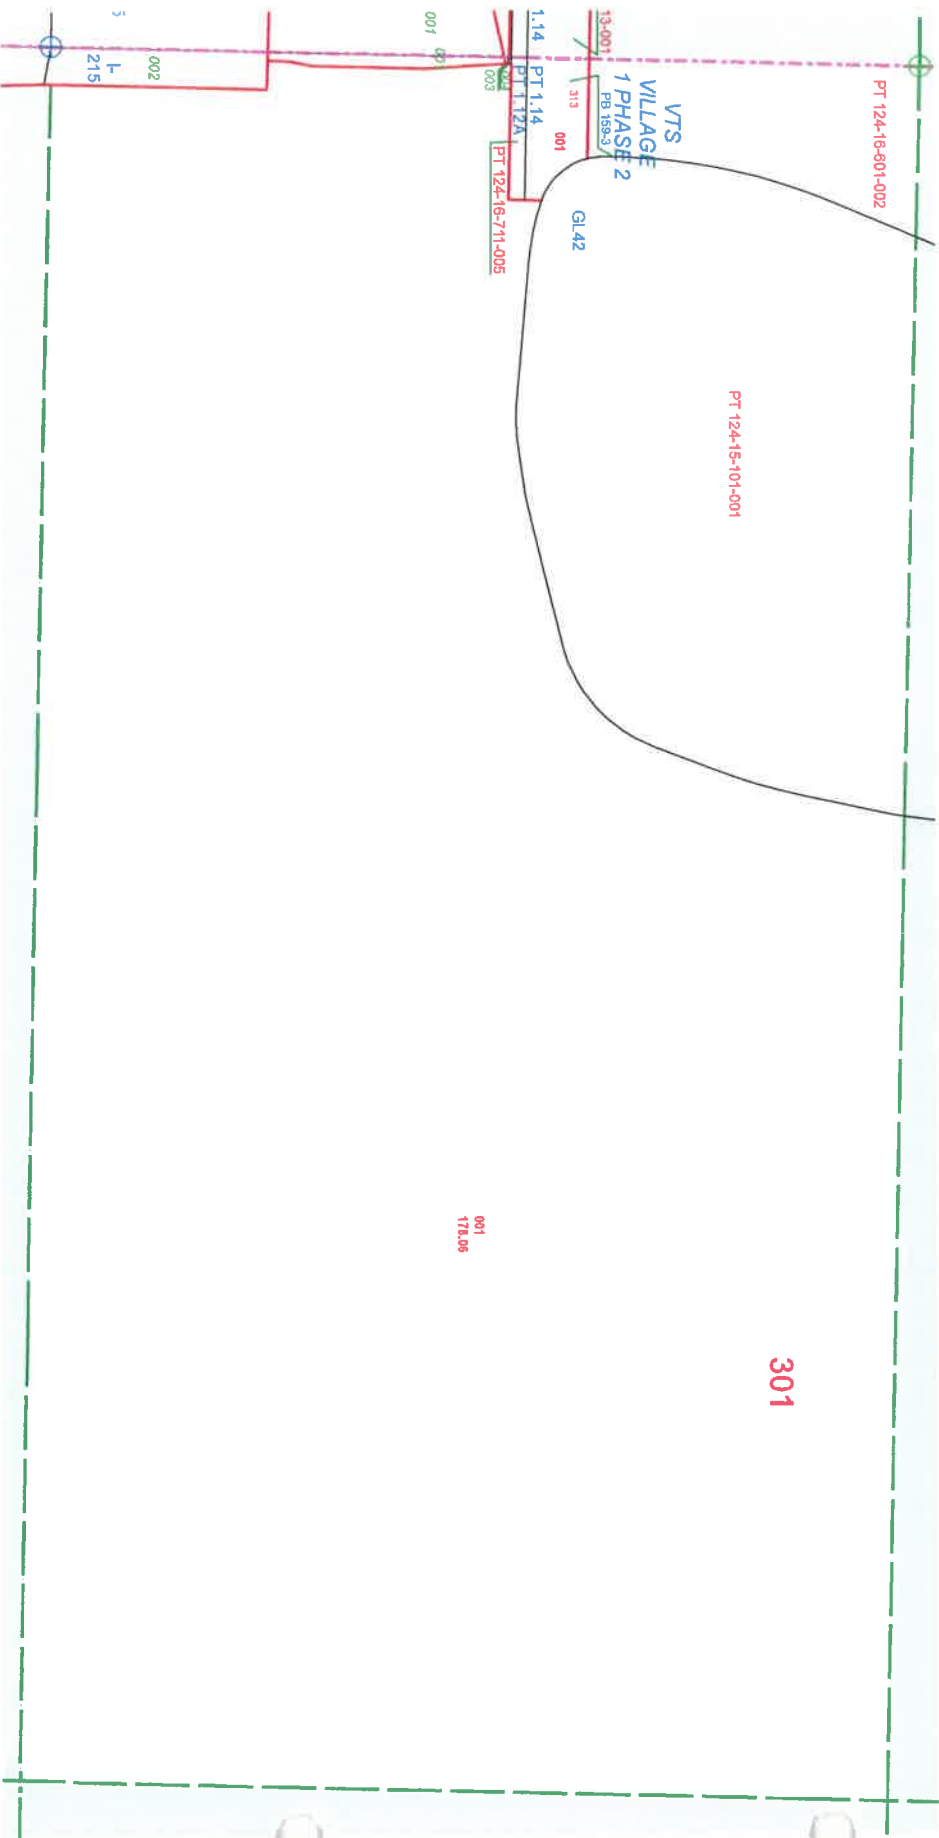 PT 124-16-601-002
VTS
VILLAGE
1 PHASE 2
PB 159-3
13-001
313
001
1.14
PT 1.14
PT 1.12A
GL42
PT 124-16-711-005
003
001
002
I-
215
PT 124-15-101-001
301
001
178.06